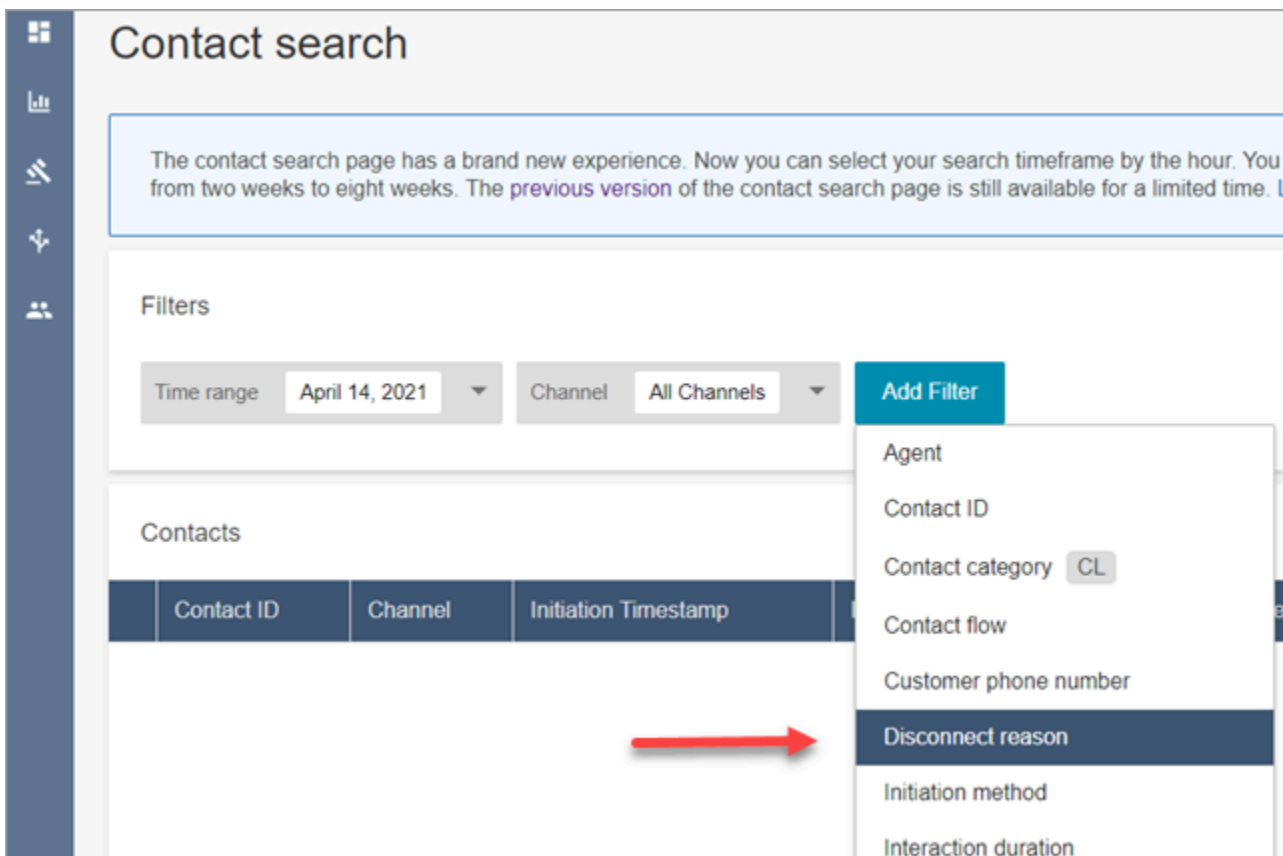 Contact search
The contact search page has a brand new experience. Now you can select your search timeframe by the hour. You
from two weeks to eight weeks. The previous version of the contact search page is still available for a limited time.
Filters
Time range April 14, 2021 Channel All Channels Add Filter
Agent
Contact ID
Contact category CL
Contact flow
Customer phone number
Disconnect reason
Initiation method
Interaction duration
Contacts
Contact ID Channel Initiation Timestamp